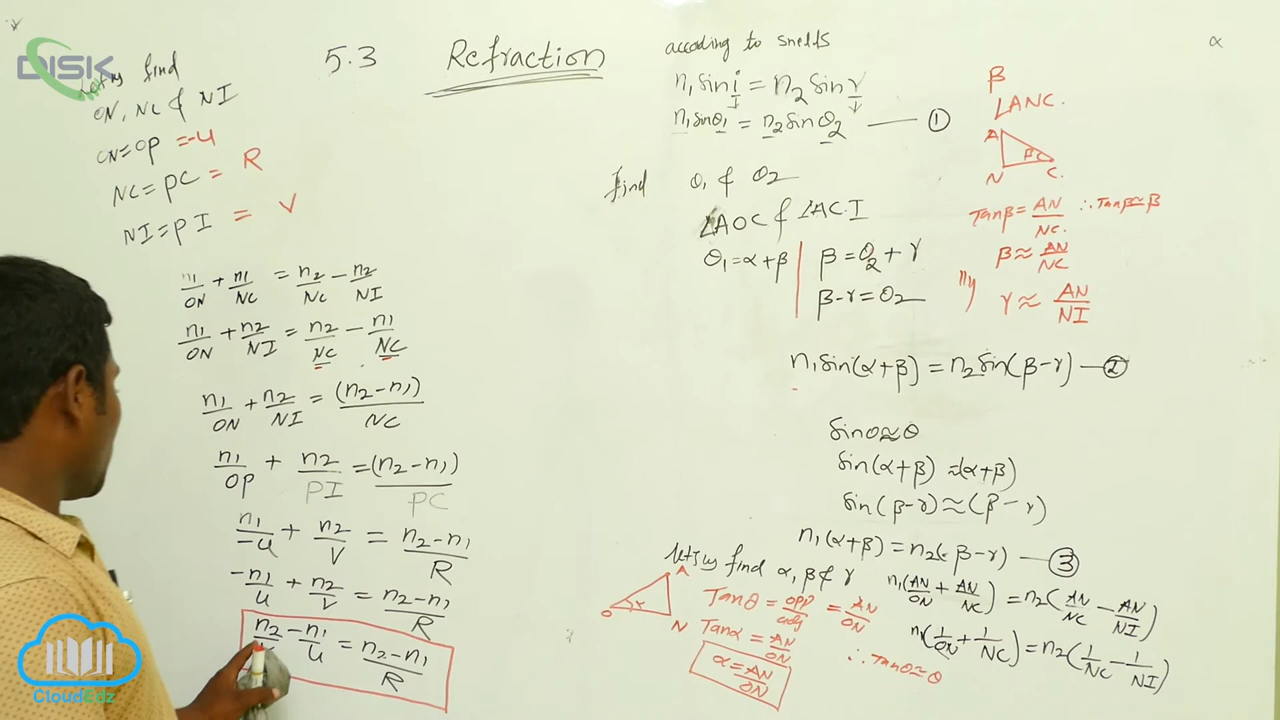 DISK
5.3 Refraction
Let us find
ON, NC & NI
ON=OP =-u
NC=PC = R
NI=PI = V
n1/ON + n1/NC = n2/NC - n2/NI
n1/ON + n2/NI = n2/NC - n1/NC
n1/ON + n2/NI = (n2-n1)/NC
n1/OP + n2/PI = (n2-n1)/PC
n1/-u + n2/V = n2-n1/R
-n1/u + n2/v = n2-n1/R
n2/ - n1/u = n2-n1/R
accoding to snells
n1 sin i = n2 sin r
n1 sinθ1 = n2 sinθ2 — ①
find θ1 & θ2
∠AOC & ∠ACI
θ1=α+β
β=θ2+γ
β-γ=θ2
n1 sin(α+β) = n2 sin(β-γ) — ②
sinθ≈θ
sin(α+β) ≈(α+β)
sin(β-γ)≈(β-γ)
n1(α+β) = n2(β-γ) — ③
lets us find α, β & γ
O A N α
Tanθ = opp/adj = AN/ON
Tanα = AN/ON
α=AN/ON
∴Tanθ≈θ
n1(AN/ON + AN/NC) = n2(AN/NC - AN/NI)
n1(1/ON + 1/NC) = n2(1/NC - 1/NI)
α
β
∠ANC.
A N β C.
Tanβ= AN/NC. ∴Tanβ≈β
β≈ AN/NC
lly γ≈ AN/NI
CloudEdz